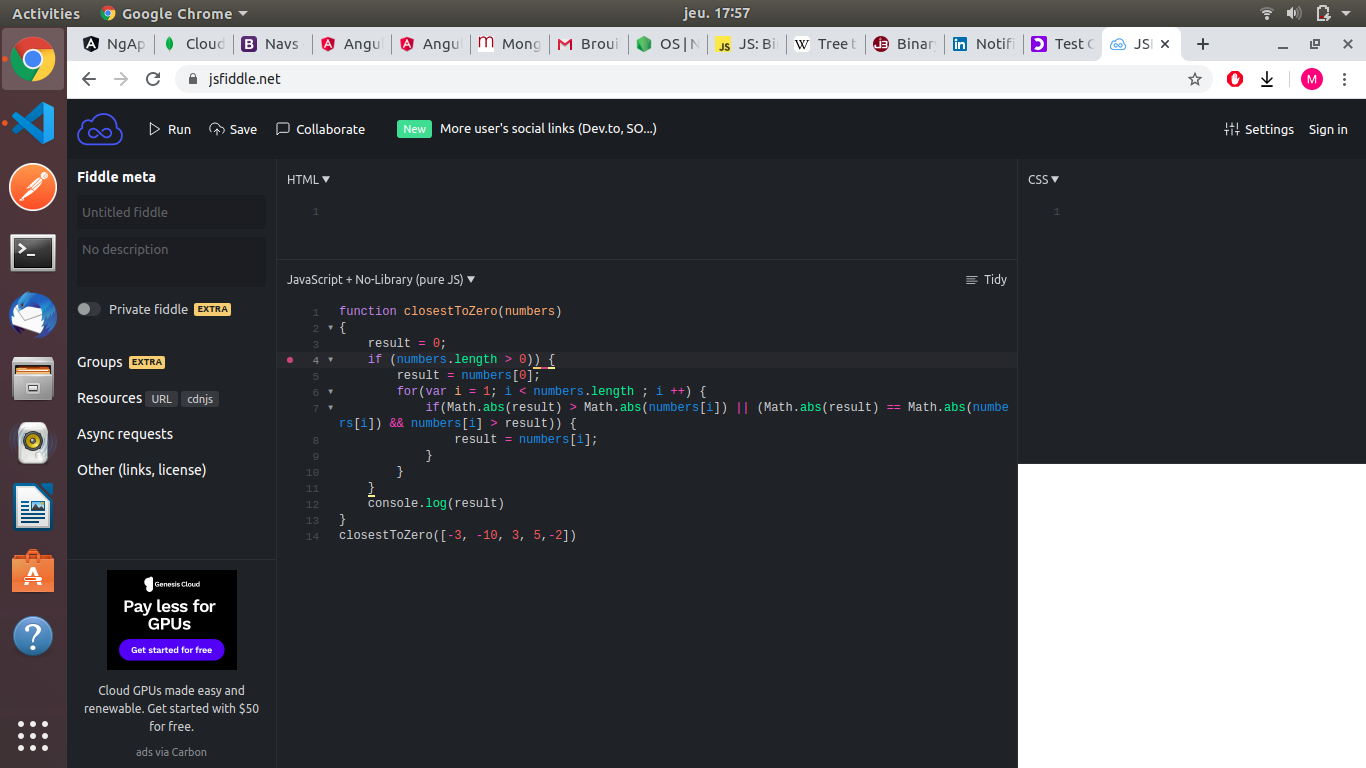 Activities
Google Chrome
jeu. 17:57
NgAp
Cloud
Navs
Angul
Angul
Mong
Brouil
OS | N
JS: Bi
Tree t
Binar
Notifi
Test C
JSI
jsfiddle.net
M
Run
Save
Collaborate
New
More user's social links (Dev.to, SO...)
Settings
Sign in
Fiddle meta
Untitled fiddle
No description
Private fiddle EXTRA
Groups EXTRA
Resources URL cdnjs
Async requests
Other (links, license)
Genesis Cloud
Pay less for
GPUs
Get started for free
Cloud GPUs made easy and
renewable. Get started with $50
for free.
ads via Carbon
HTML
1
CSS
1
JavaScript + No-Library (pure JS)
Tidy
1 function closestToZero(numbers)
2 {
3 result = 0;
4 if (numbers.length > 0)) {
5 result = numbers[0];
6 for(var i = 1; i < numbers.length ; i ++) {
7 if(Math.abs(result) > Math.abs(numbers[i]) || (Math.abs(result) == Math.abs(numbe
rs[i]) && numbers[i] > result)) {
8 result = numbers[i];
9 }
10 }
11 }
12 console.log(result)
13 }
14 closestToZero([-3, -10, 3, 5,-2])